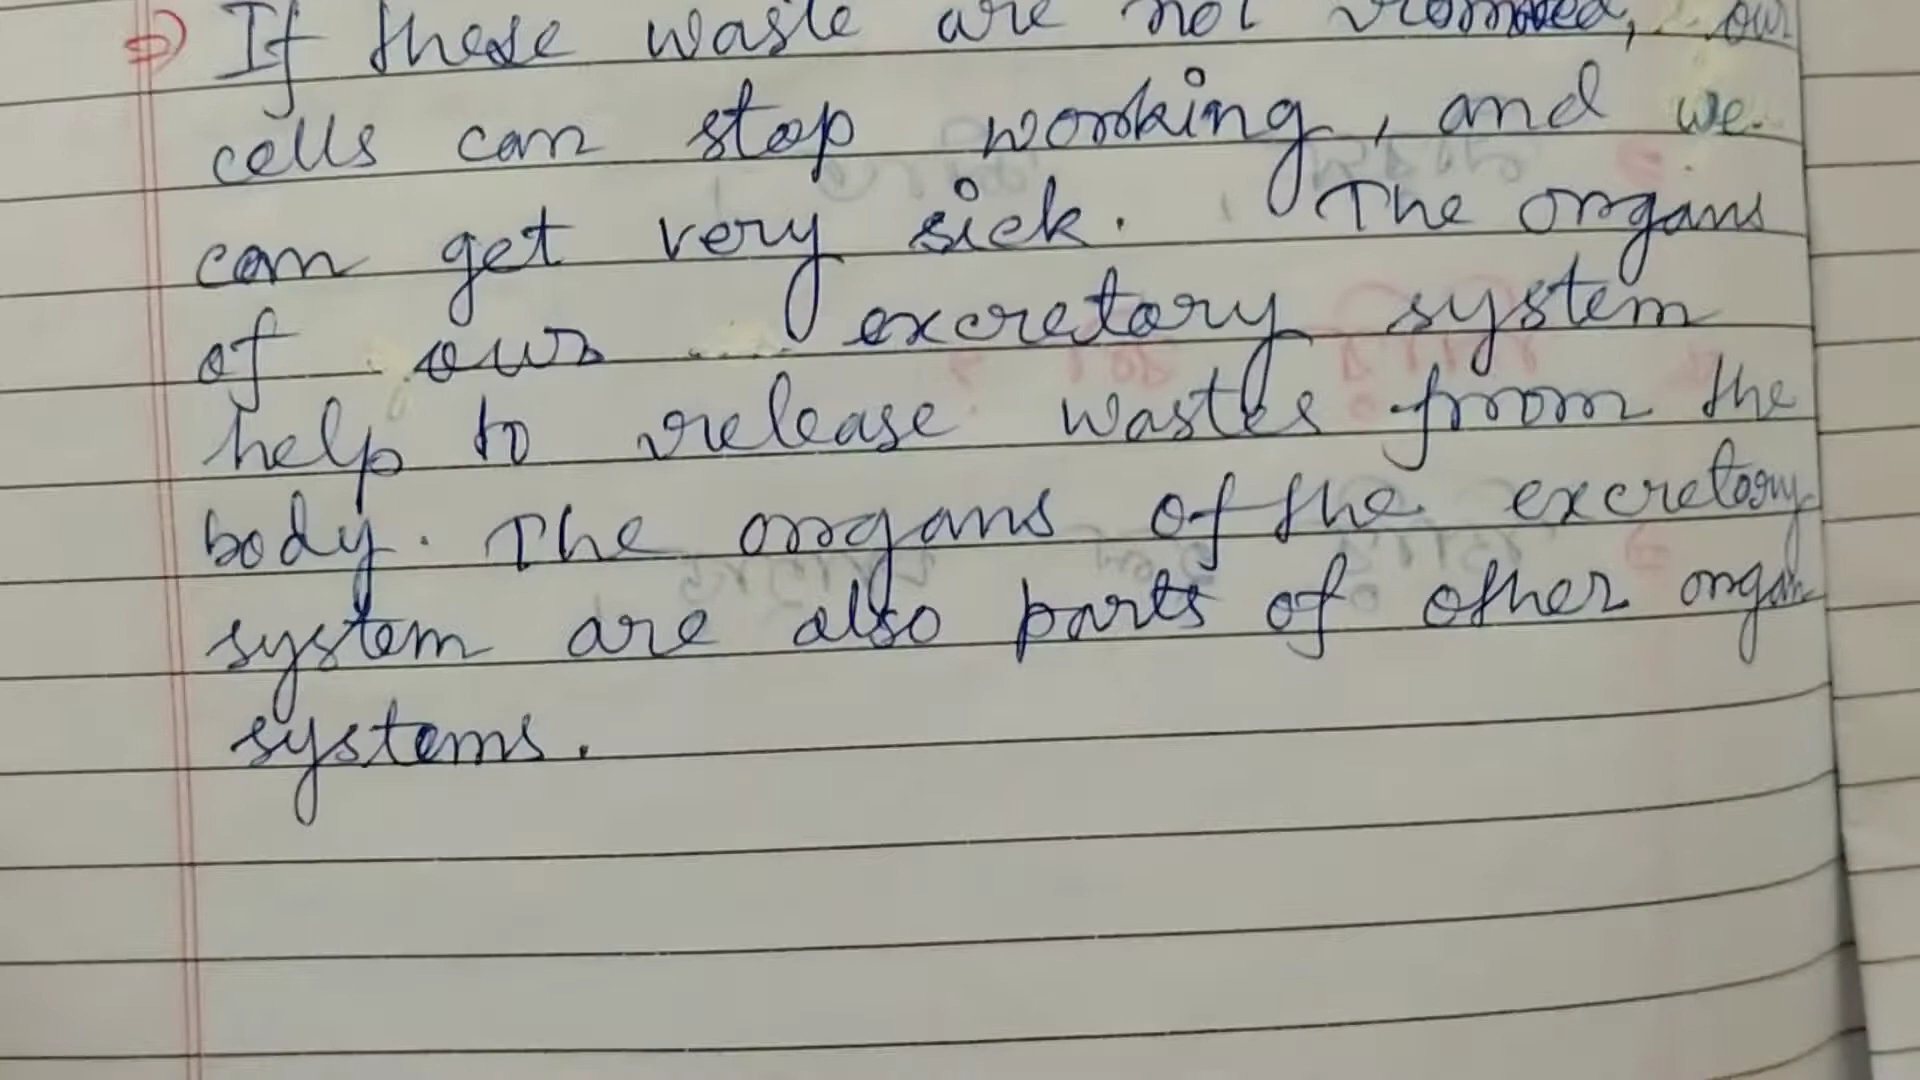 ⇒ If these waste are not removed, our
cells can stop working, and we
can get very sick. The organs
of our excretory system
help to release wastes from the
body. The organs of the excretory
system are also parts of other organ
systems.